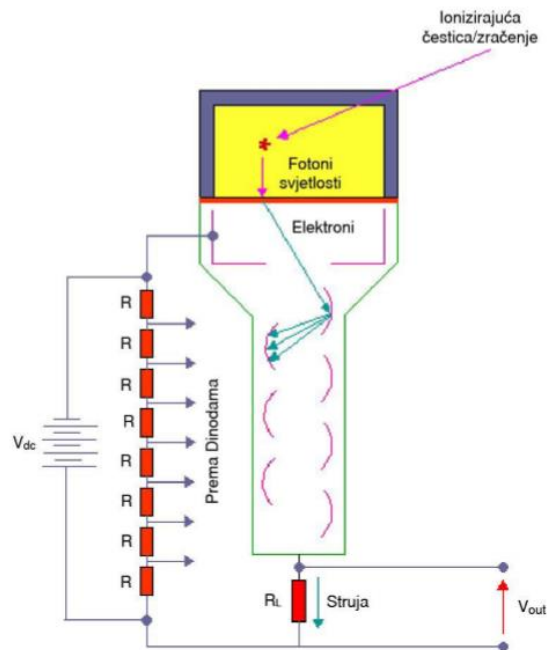 Ionizirajuća
čestica/zračenje
Fotoni
svjetlosti
Elektroni
R
R
R
R
R
R
R
R
Vdc
Prema Dinodama
RL
Struja
Vout